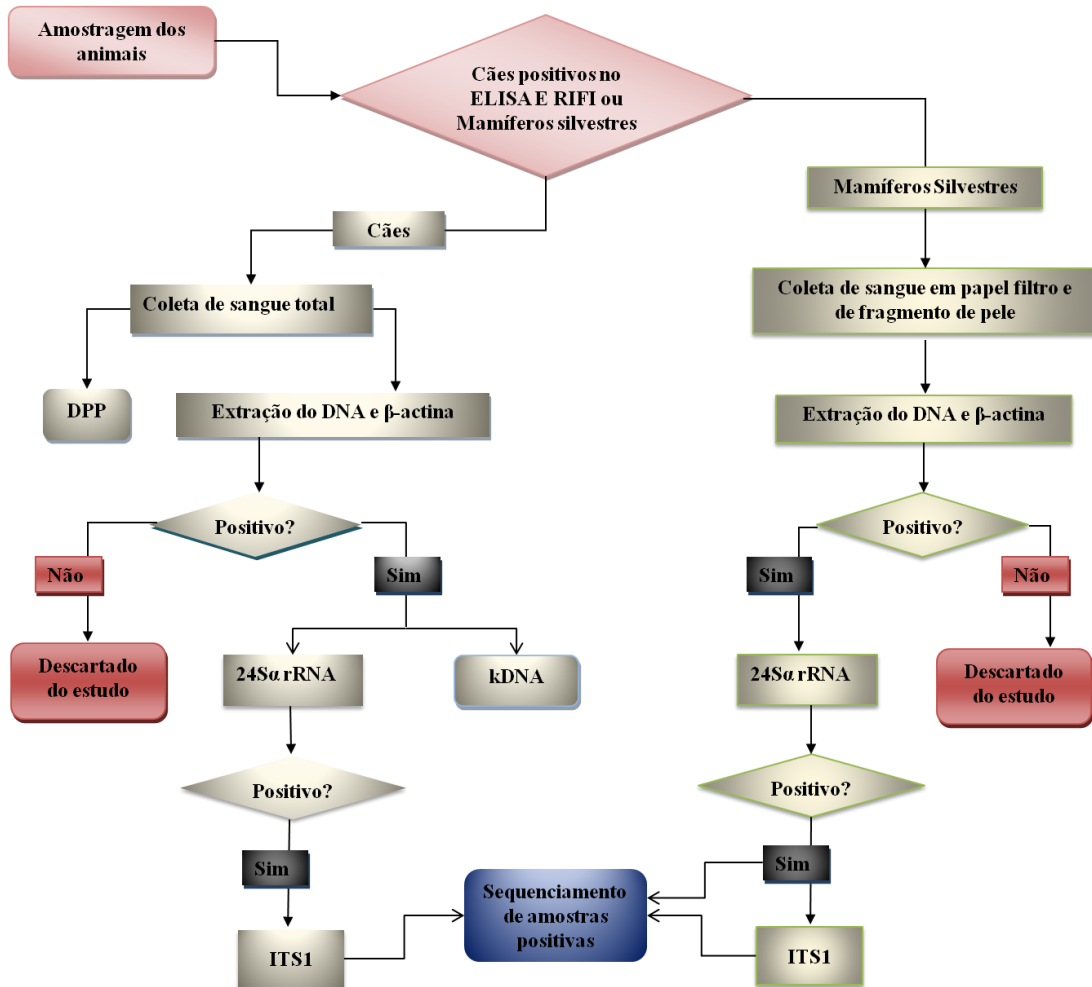 Amostragem dos
animais
Cães positivos no
ELISA E RIFI ou
Mamíferos silvestres
Mamíferos Silvestres
Cães
Coleta de sangue total
Coleta de sangue em papel filtro e
de fragmento de pele
DPP
Extração do DNA e β-actina
Extração do DNA e β-actina
Positivo?
Positivo?
Não
Sim
Sim
Não
Descartado
do estudo
24Sα rRNA
kDNA
24Sα rRNA
Descartado
do estudo
Positivo?
Positivo?
Sim
Sim
Sequenciamento
de amostras
positivas
ITS1
ITS1